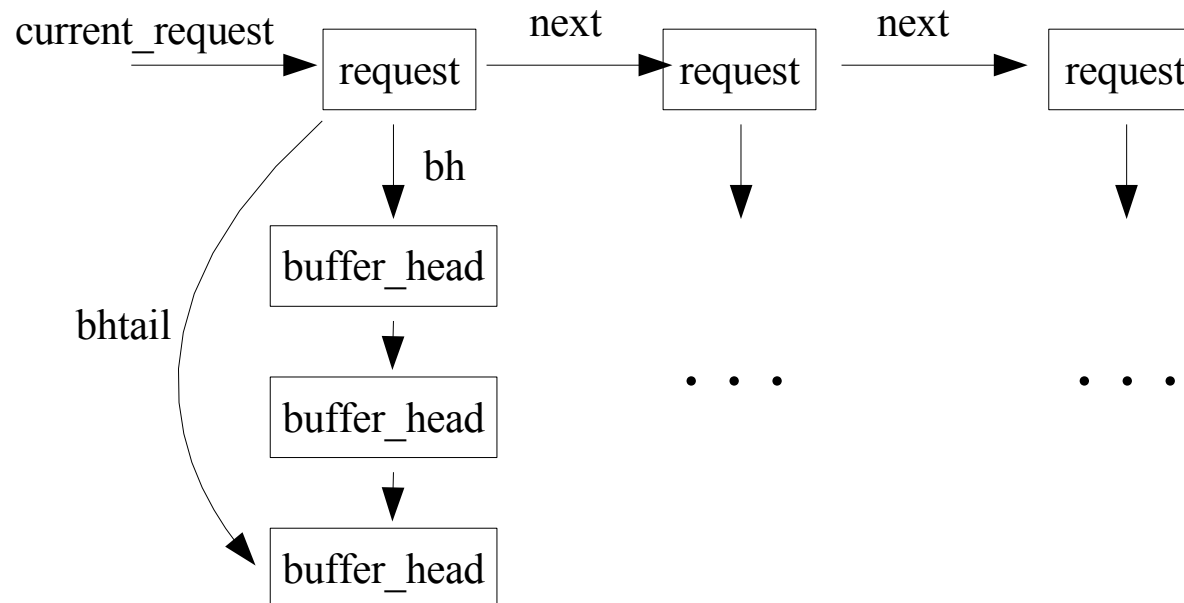 current_request
next
next
request
request
request
bh
buffer_head
bhtail
buffer_head
buffer_head
. . .
. . .